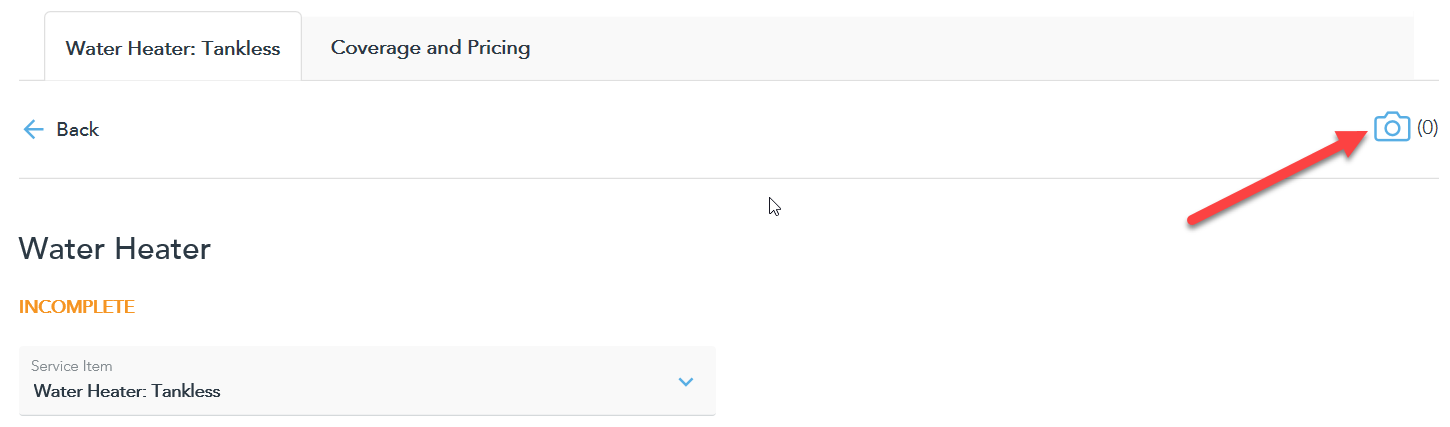 Water Heater: Tankless
Coverage and Pricing
Back
(0)
Water Heater
INCOMPLETE
Service Item
Water Heater: Tankless